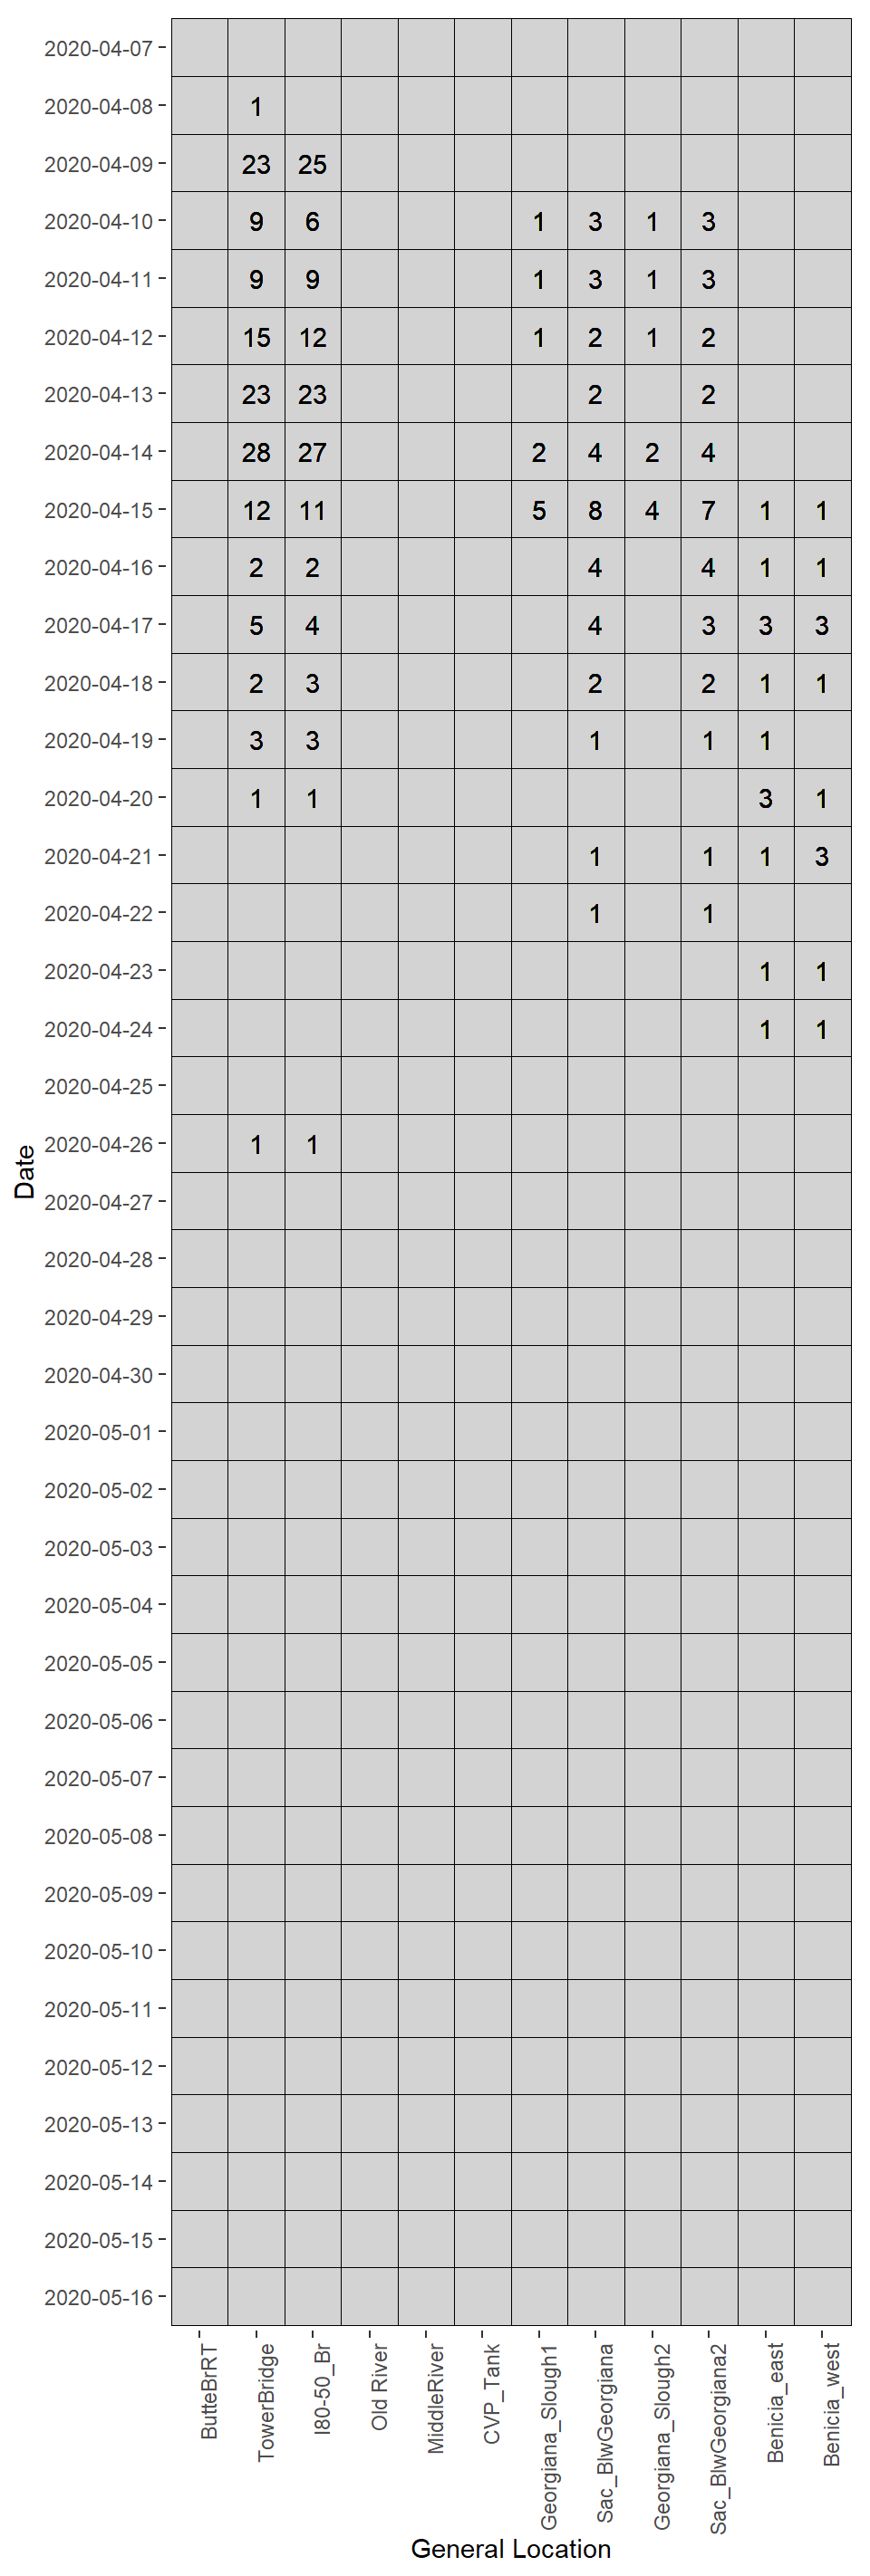 2020-04-07
2020-04-08 1
2020-04-09 23 25
2020-04-10 9 6 1 3 1 3
2020-04-11 9 9 1 3 1 3
2020-04-12 15 12 1 2 1 2
2020-04-13 23 23 2 2
2020-04-14 28 27 2 4 2 4
2020-04-15 12 11 5 8 4 7 1 1
2020-04-16 2 2 4 4 1 1
2020-04-17 5 4 4 3 3 3
2020-04-18 2 3 2 2 1 1
2020-04-19 3 3 1 1 1
2020-04-20 1 1 3 1
2020-04-21 1 1 1 3
2020-04-22 1 1
2020-04-23 1 1
2020-04-24 1 1
2020-04-25
2020-04-26 1 1
2020-04-27
2020-04-28
2020-04-29
2020-04-30
2020-05-01
2020-05-02
2020-05-03
2020-05-04
2020-05-05
2020-05-06
2020-05-07
2020-05-08
2020-05-09
2020-05-10
2020-05-11
2020-05-12
2020-05-13
2020-05-14
2020-05-15
2020-05-16
Date
ButteBrRT
TowerBridge
I80-50_Br
Old River
MiddleRiver
CVP_Tank
Georgiana_Slough1
Sac_BlwGeorgiana
Georgiana_Slough2
Sac_BlwGeorgiana2
Benicia_east
Benicia_west
General Location